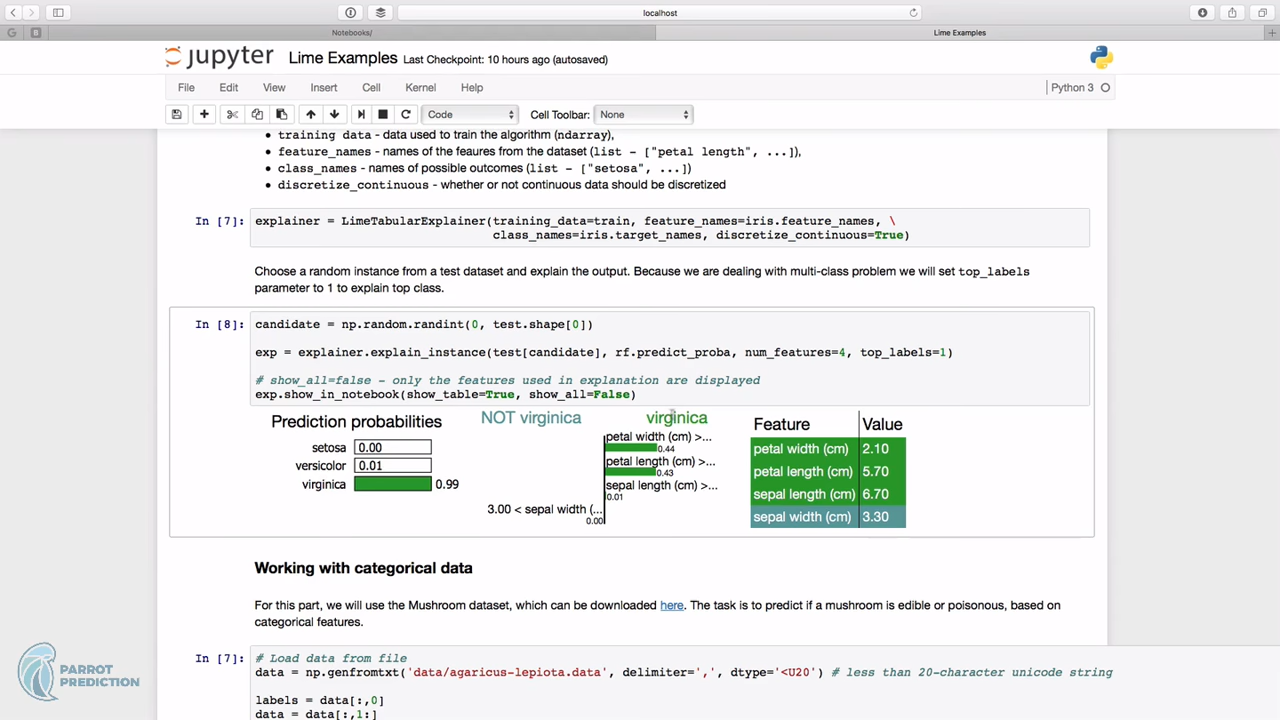 localhost
Notebooks/
Lime Examples
jupyter Lime Examples Last Checkpoint: 10 hours ago (autosaved)
File Edit View Insert Cell Kernel Help
Python 3
Code
Cell Toolbar: None
• training data - data used to train the algorithm (ndarray),
• feature_names - names of the feaures from the dataset (list - ["petal length", ...]),
• class_names - names of possible outcomes (list - ["setosa", ...])
• discretize_continuous - whether or not continuous data should be discretized
In [7]: explainer = LimeTabularExplainer(training_data=train, feature_names=iris.feature_names, \
class_names=iris.target_names, discretize_continuous=True)
Choose a random instance from a test dataset and explain the output. Because we are dealing with multi-class problem we will set top_labels
parameter to 1 to explain top class.
In [8]: candidate = np.random.randint(0, test.shape[0])
exp = explainer.explain_instance(test[candidate], rf.predict_proba, num_features=4, top_labels=1)
# show_all=false - only the features used in explanation are displayed
exp.show_in_notebook(show_table=True, show_all=False)
Prediction probabilities
setosa 0.00
versicolor 0.01
virginica 0.99
NOT virginica virginica
petal width (cm) >...
0.44
petal length (cm) >...
0.43
sepal length (cm) >...
0.01
3.00 < sepal width (...
0.00
Feature Value
petal width (cm) 2.10
petal length (cm) 5.70
sepal length (cm) 6.70
sepal width (cm) 3.30
Working with categorical data
For this part, we will use the Mushroom dataset, which can be downloaded here. The task is to predict if a mushroom is edible or poisonous, based on
categorical features.
In [7]: # Load data from file
data = np.genfromtxt('data/agaricus-lepiota.data', delimiter=',', dtype='<U20') # less than 20-character unicode string
labels = data[:,0]
data = data[:,1:]
PARROT
PREDICTION